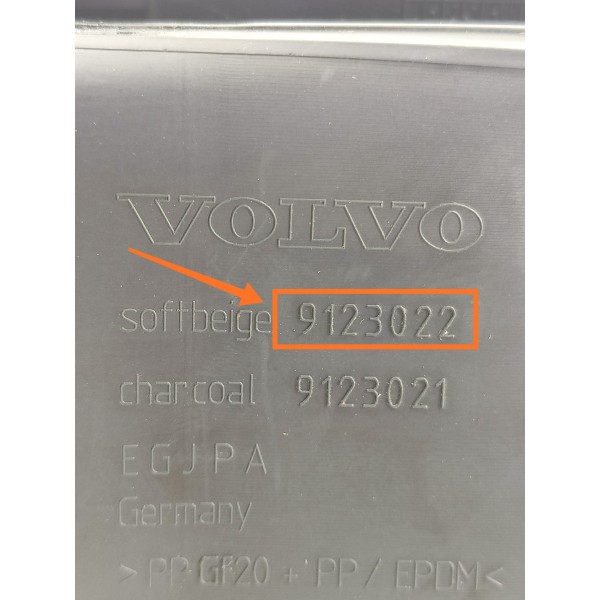 VOLVO
softbeige 9123022
charcoal 9123021
EGJPA
Germany
>PP GF20 + PP / EPDM<